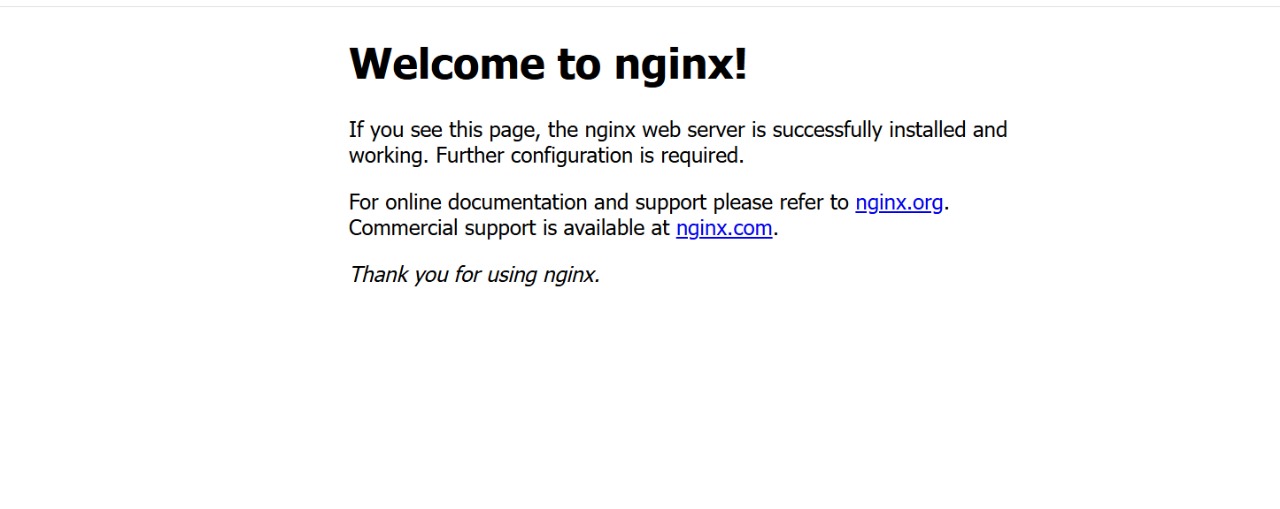 Welcome to nginx!
If you see this page, the nginx web server is successfully installed and
working. Further configuration is required.
For online documentation and support please refer to nginx.org.
Commercial support is available at nginx.com.
Thank you for using nginx.